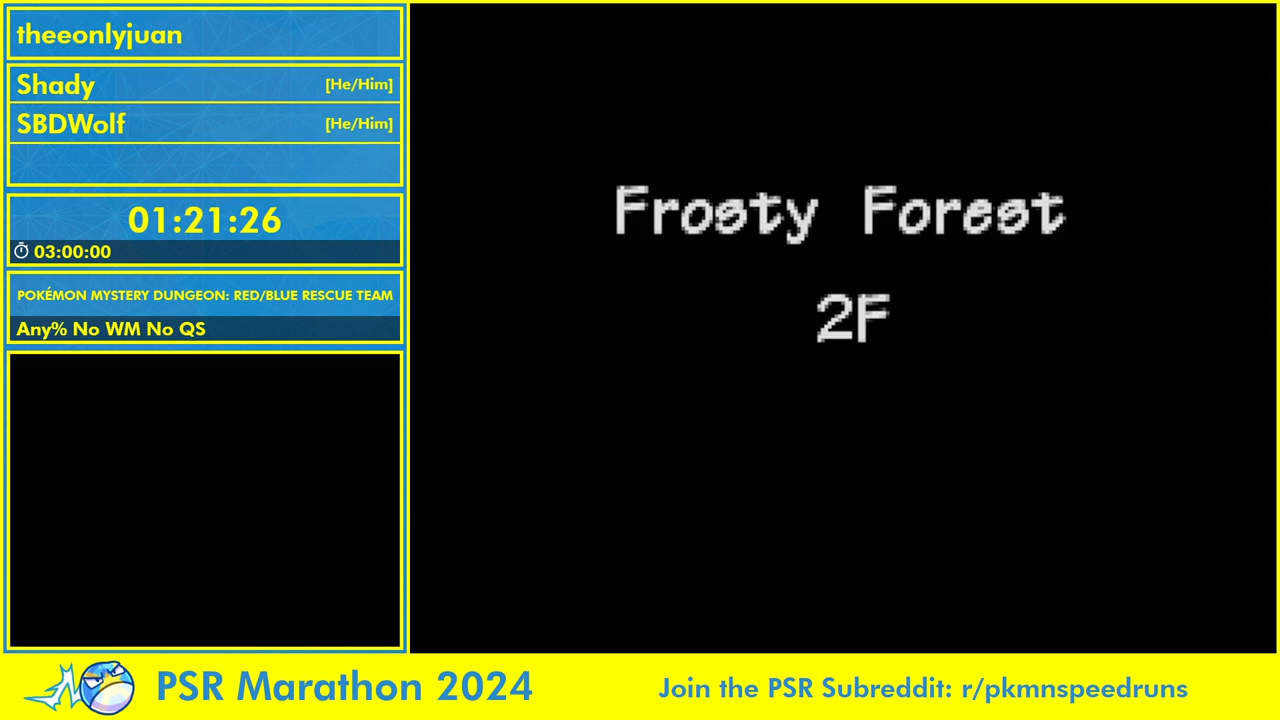 theeonlyjuan
Shady [He/Him]
SBDWolf [He/Him]
01:21:26
03:00:00
POKÉMON MYSTERY DUNGEON: RED/BLUE RESCUE TEAM
Any% No WM No QS
Frosty Forest
2F
PSR Marathon 2024
Join the PSR Subreddit: r/pkmnspeedruns